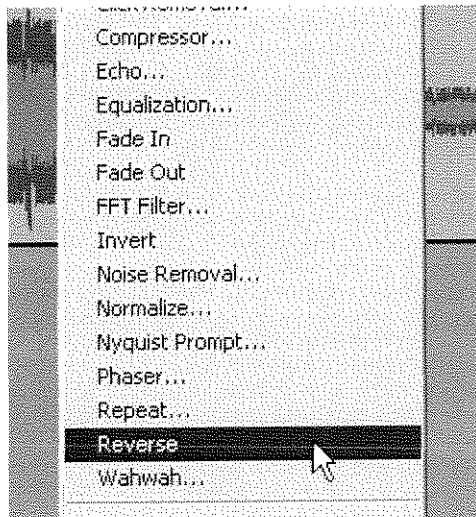 Compressor...
Echo...
Equalization...
Fade In
Fade Out
FFT Filter...
Invert
Noise Removal...
Normalize...
Nyquist Prompt...
Phaser...
Repeat...
Reverse
Wahwah...